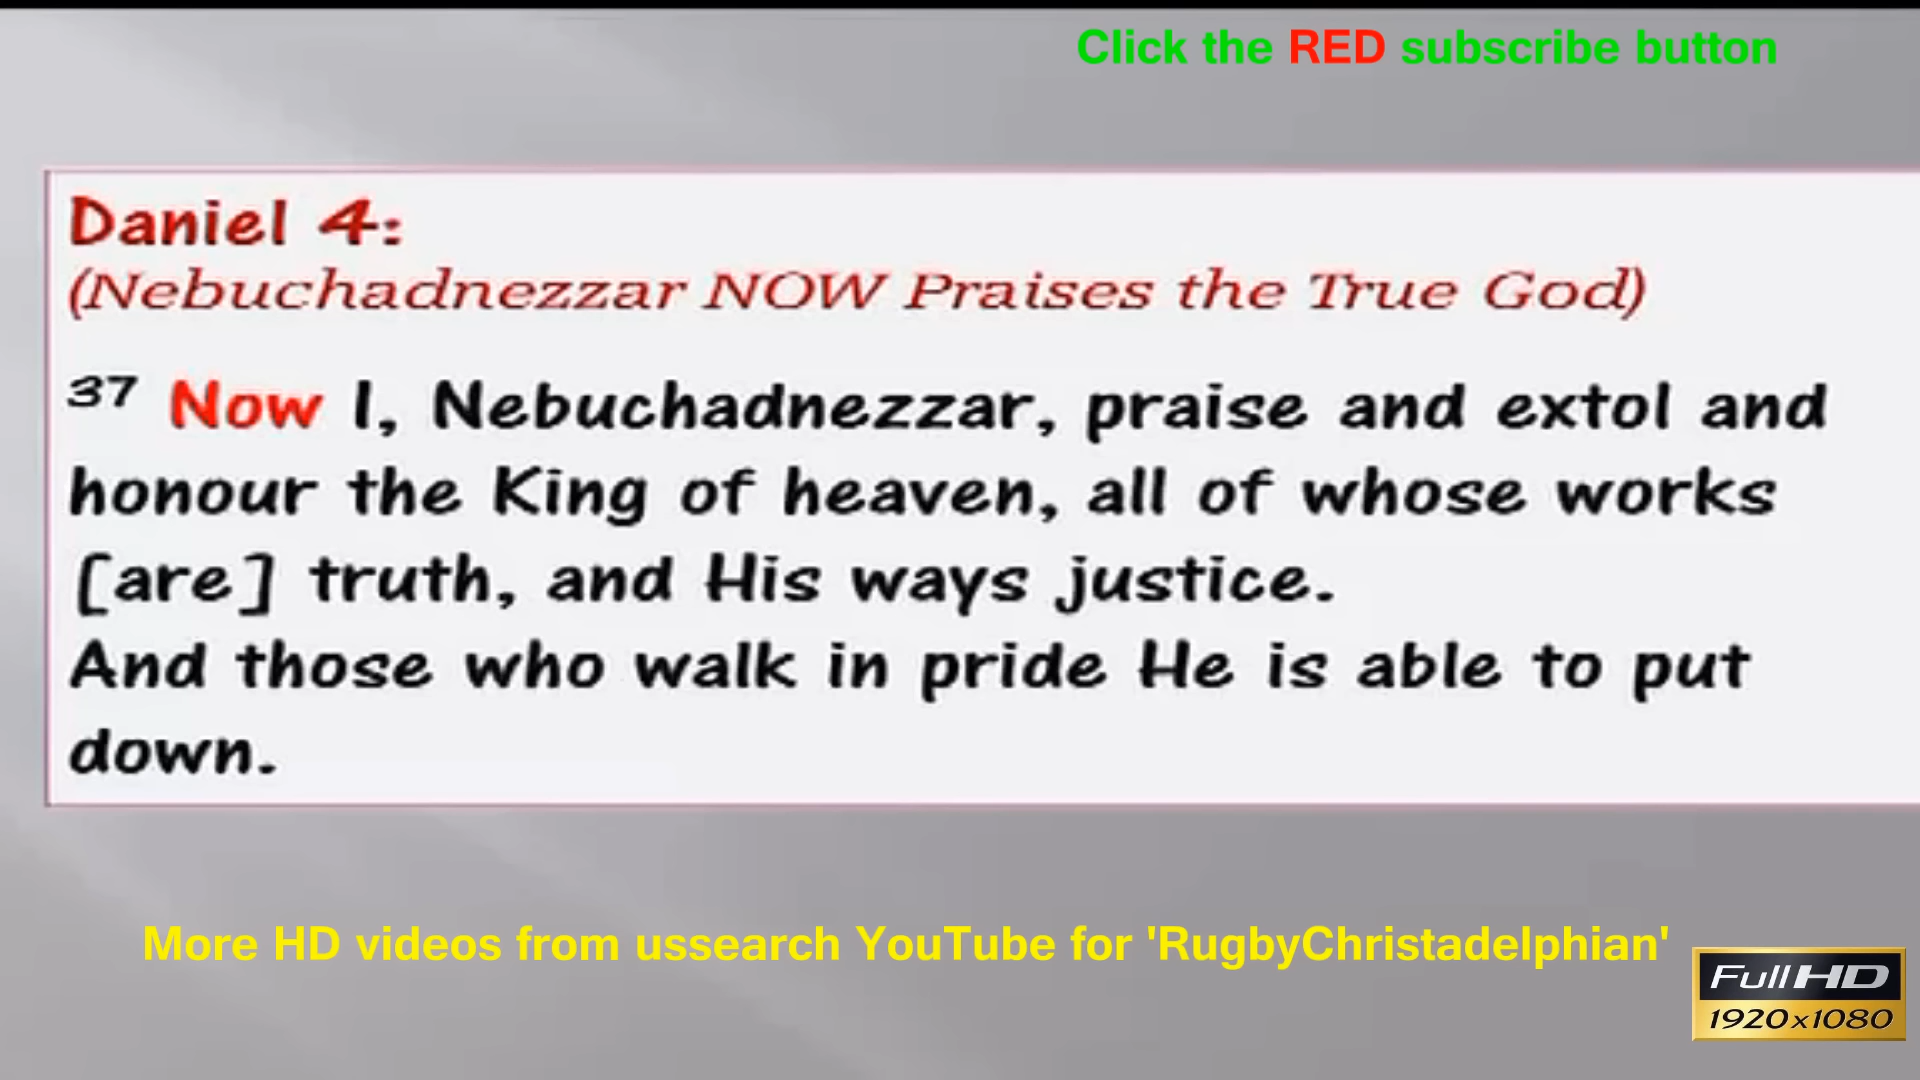 Click the RED subscribe button
Daniel 4:
(Nebuchadnezzar NOW Praises the True God)
37 Now I, Nebuchadnezzar, praise and extol and
honour the King of heaven, all of whose works
[are] truth, and His ways justice.
And those who walk in pride He is able to put
down.
More HD videos from ussearch YouTube for 'RugbyChristadelphian'
Full HD
1920x1080